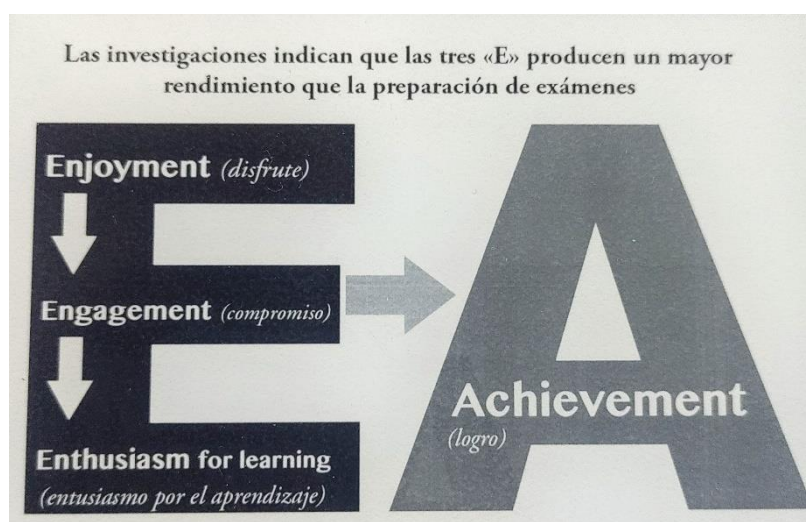 Las investigaciones indican que las tres «E» producen un mayor
rendimiento que la preparación de exámenes
Enjoyment (disfrute)
Engagement (compromiso)
Enthusiasm for learning
(entusiasmo por el aprendizaje)
Achievement
(logro)